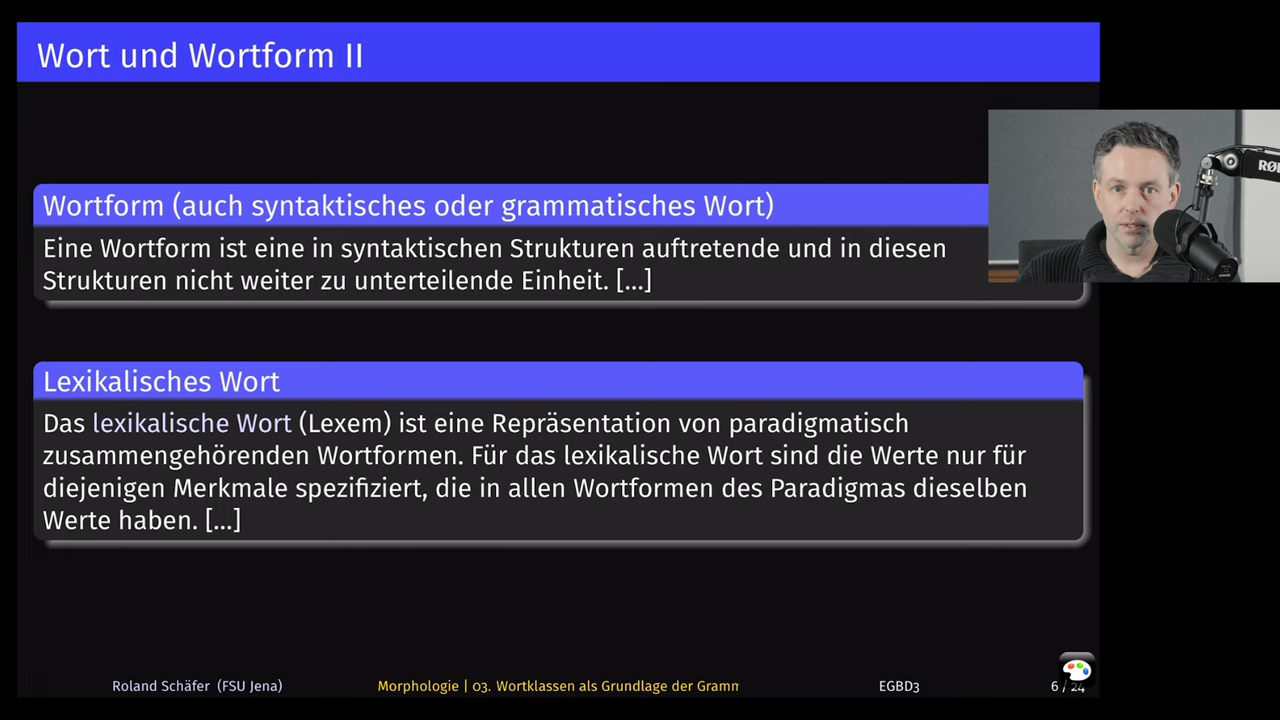 Wort und Wortform II
Wortform (auch syntaktisches oder grammatisches Wort)
Eine Wortform ist eine in syntaktischen Strukturen auftretende und in diesen
Strukturen nicht weiter zu unterteilende Einheit. [...]
Lexikalisches Wort
Das lexikalische Wort (Lexem) ist eine Repräsentation von paradigmatisch
zusammengehörenden Wortformen. Für das lexikalische Wort sind die Werte nur für
diejenigen Merkmale spezifiziert, die in allen Wortformen des Paradigmas dieselben
Werte haben. [...]
Roland Schäfer (FSU Jena) Morphologie | 03. Wortklassen als Grundlage der Gramm EGBD3 6 / 24